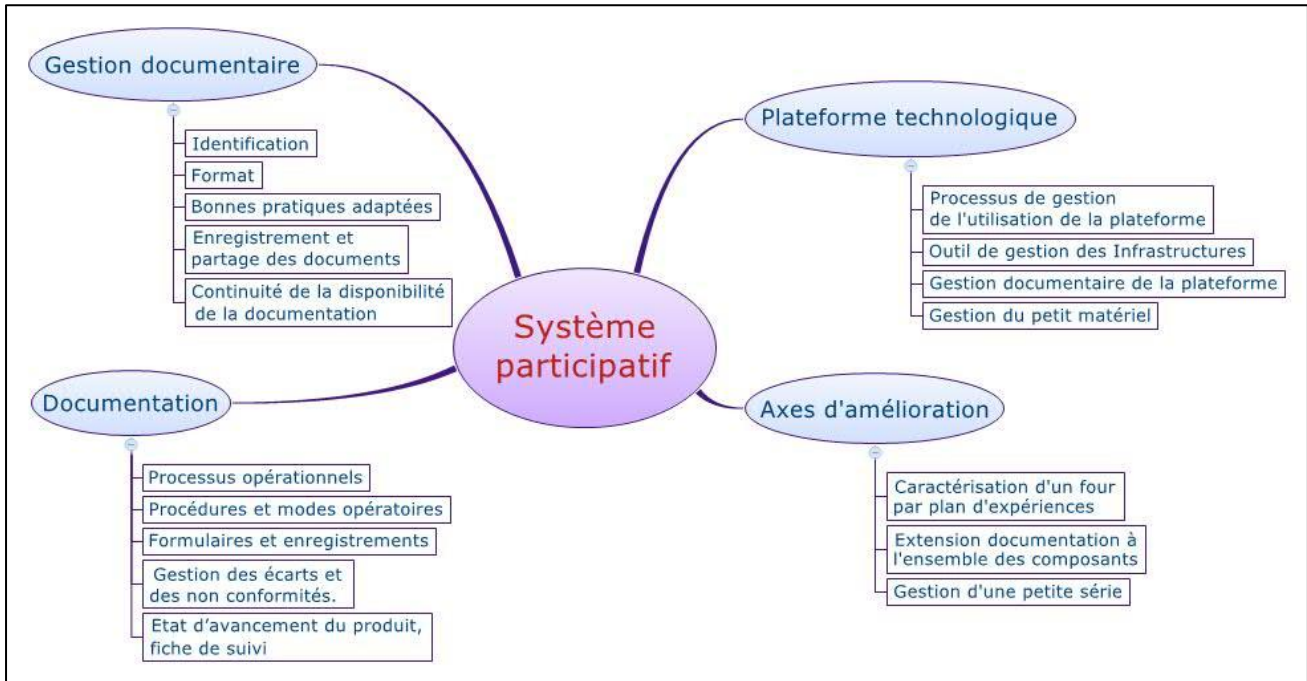 Gestion documentaire
Identification
Format
Bonnes pratiques adaptées
Enregistrement et
partage des documents
Continuité de la disponibilité
de la documentation
Plateforme technologique
Processus de gestion
de l'utilisation de la plateforme
Outil de gestion des Infrastructures
Gestion documentaire de la plateforme
Gestion du petit matériel
Système
participatif
Documentation
Processus opérationnels
Procédures et modes opératoires
Formulaires et enregistrements
Gestion des écarts et
des non conformités.
Etat d’avancement du produit,
fiche de suivi
Axes d'amélioration
Caractérisation d'un four
par plan d'expériences
Extension documentation à
l'ensemble des composants
Gestion d'une petite série